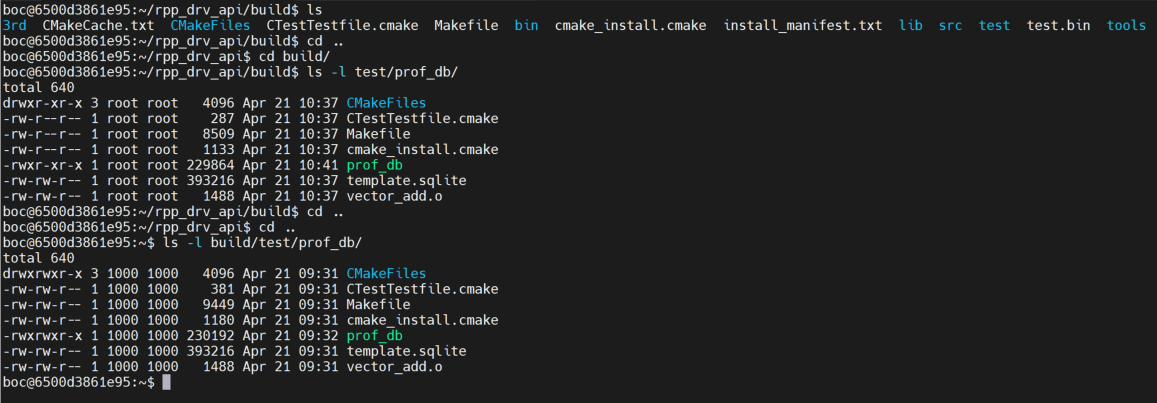 boc@6500d3861e95:~/rpp_drv_api/build$ ls
3rd CMakeCache.txt CMakeFiles CTestTestfile.cmake Makefile bin cmake_install.cmake install_manifest.txt lib src test test.bin tools
boc@6500d3861e95:~/rpp_drv_api/build$ cd ..
boc@6500d3861e95:~/rpp_drv_api$ cd build/
boc@6500d3861e95:~/rpp_drv_api/build$ ls -l test/prof_db/
total 640
drwxr-xr-x 3 root root 4096 Apr 21 10:37 CMakeFiles
-rw-r--r-- 1 root root 287 Apr 21 10:37 CTestTestfile.cmake
-rw-r--r-- 1 root root 8509 Apr 21 10:37 Makefile
-rw-r--r-- 1 root root 1133 Apr 21 10:37 cmake_install.cmake
-rwxr-xr-x 1 root root 229864 Apr 21 10:41 prof_db
-rw-rw-r-- 1 root root 393216 Apr 21 10:37 template.sqlite
-rw-rw-r-- 1 root root 1488 Apr 21 10:37 vector_add.o
boc@6500d3861e95:~/rpp_drv_api/build$ cd ..
boc@6500d3861e95:~/rpp_drv_api$ cd ..
boc@6500d3861e95:~$ ls -l build/test/prof_db/
total 640
drwxrwxr-x 3 1000 1000 4096 Apr 21 09:31 CMakeFiles
-rw-rw-r-- 1 1000 1000 381 Apr 21 09:31 CTestTestfile.cmake
-rw-rw-r-- 1 1000 1000 9449 Apr 21 09:31 Makefile
-rw-rw-r-- 1 1000 1000 1180 Apr 21 09:31 cmake_install.cmake
-rwxrwxr-x 1 1000 1000 230192 Apr 21 09:32 prof_db
-rw-rw-r-- 1 1000 1000 393216 Apr 21 09:31 template.sqlite
-rw-rw-r-- 1 1000 1000 1488 Apr 21 09:31 vector_add.o
boc@6500d3861e95:~$